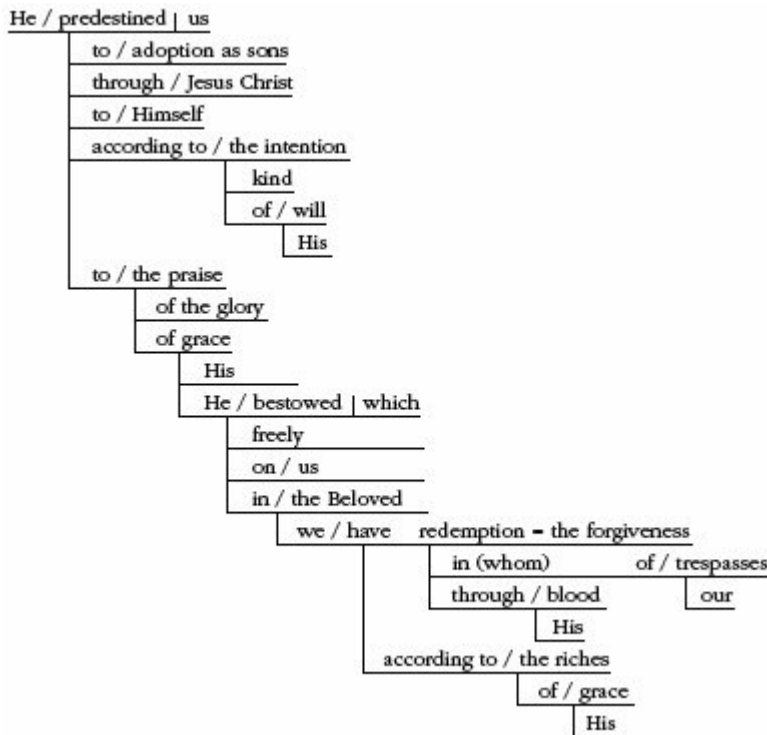 He / predestined | us
to / adoption as sons
through / Jesus Christ
to / Himself
according to / the intention
kind
of / will
His
to / the praise
of the glory
of grace
His
He / bestowed | which
freely
on / us
in / the Beloved
we / have redemption = the forgiveness
in (whom) of / trespasses
through / blood our
His
according to / the riches
of / grace
His